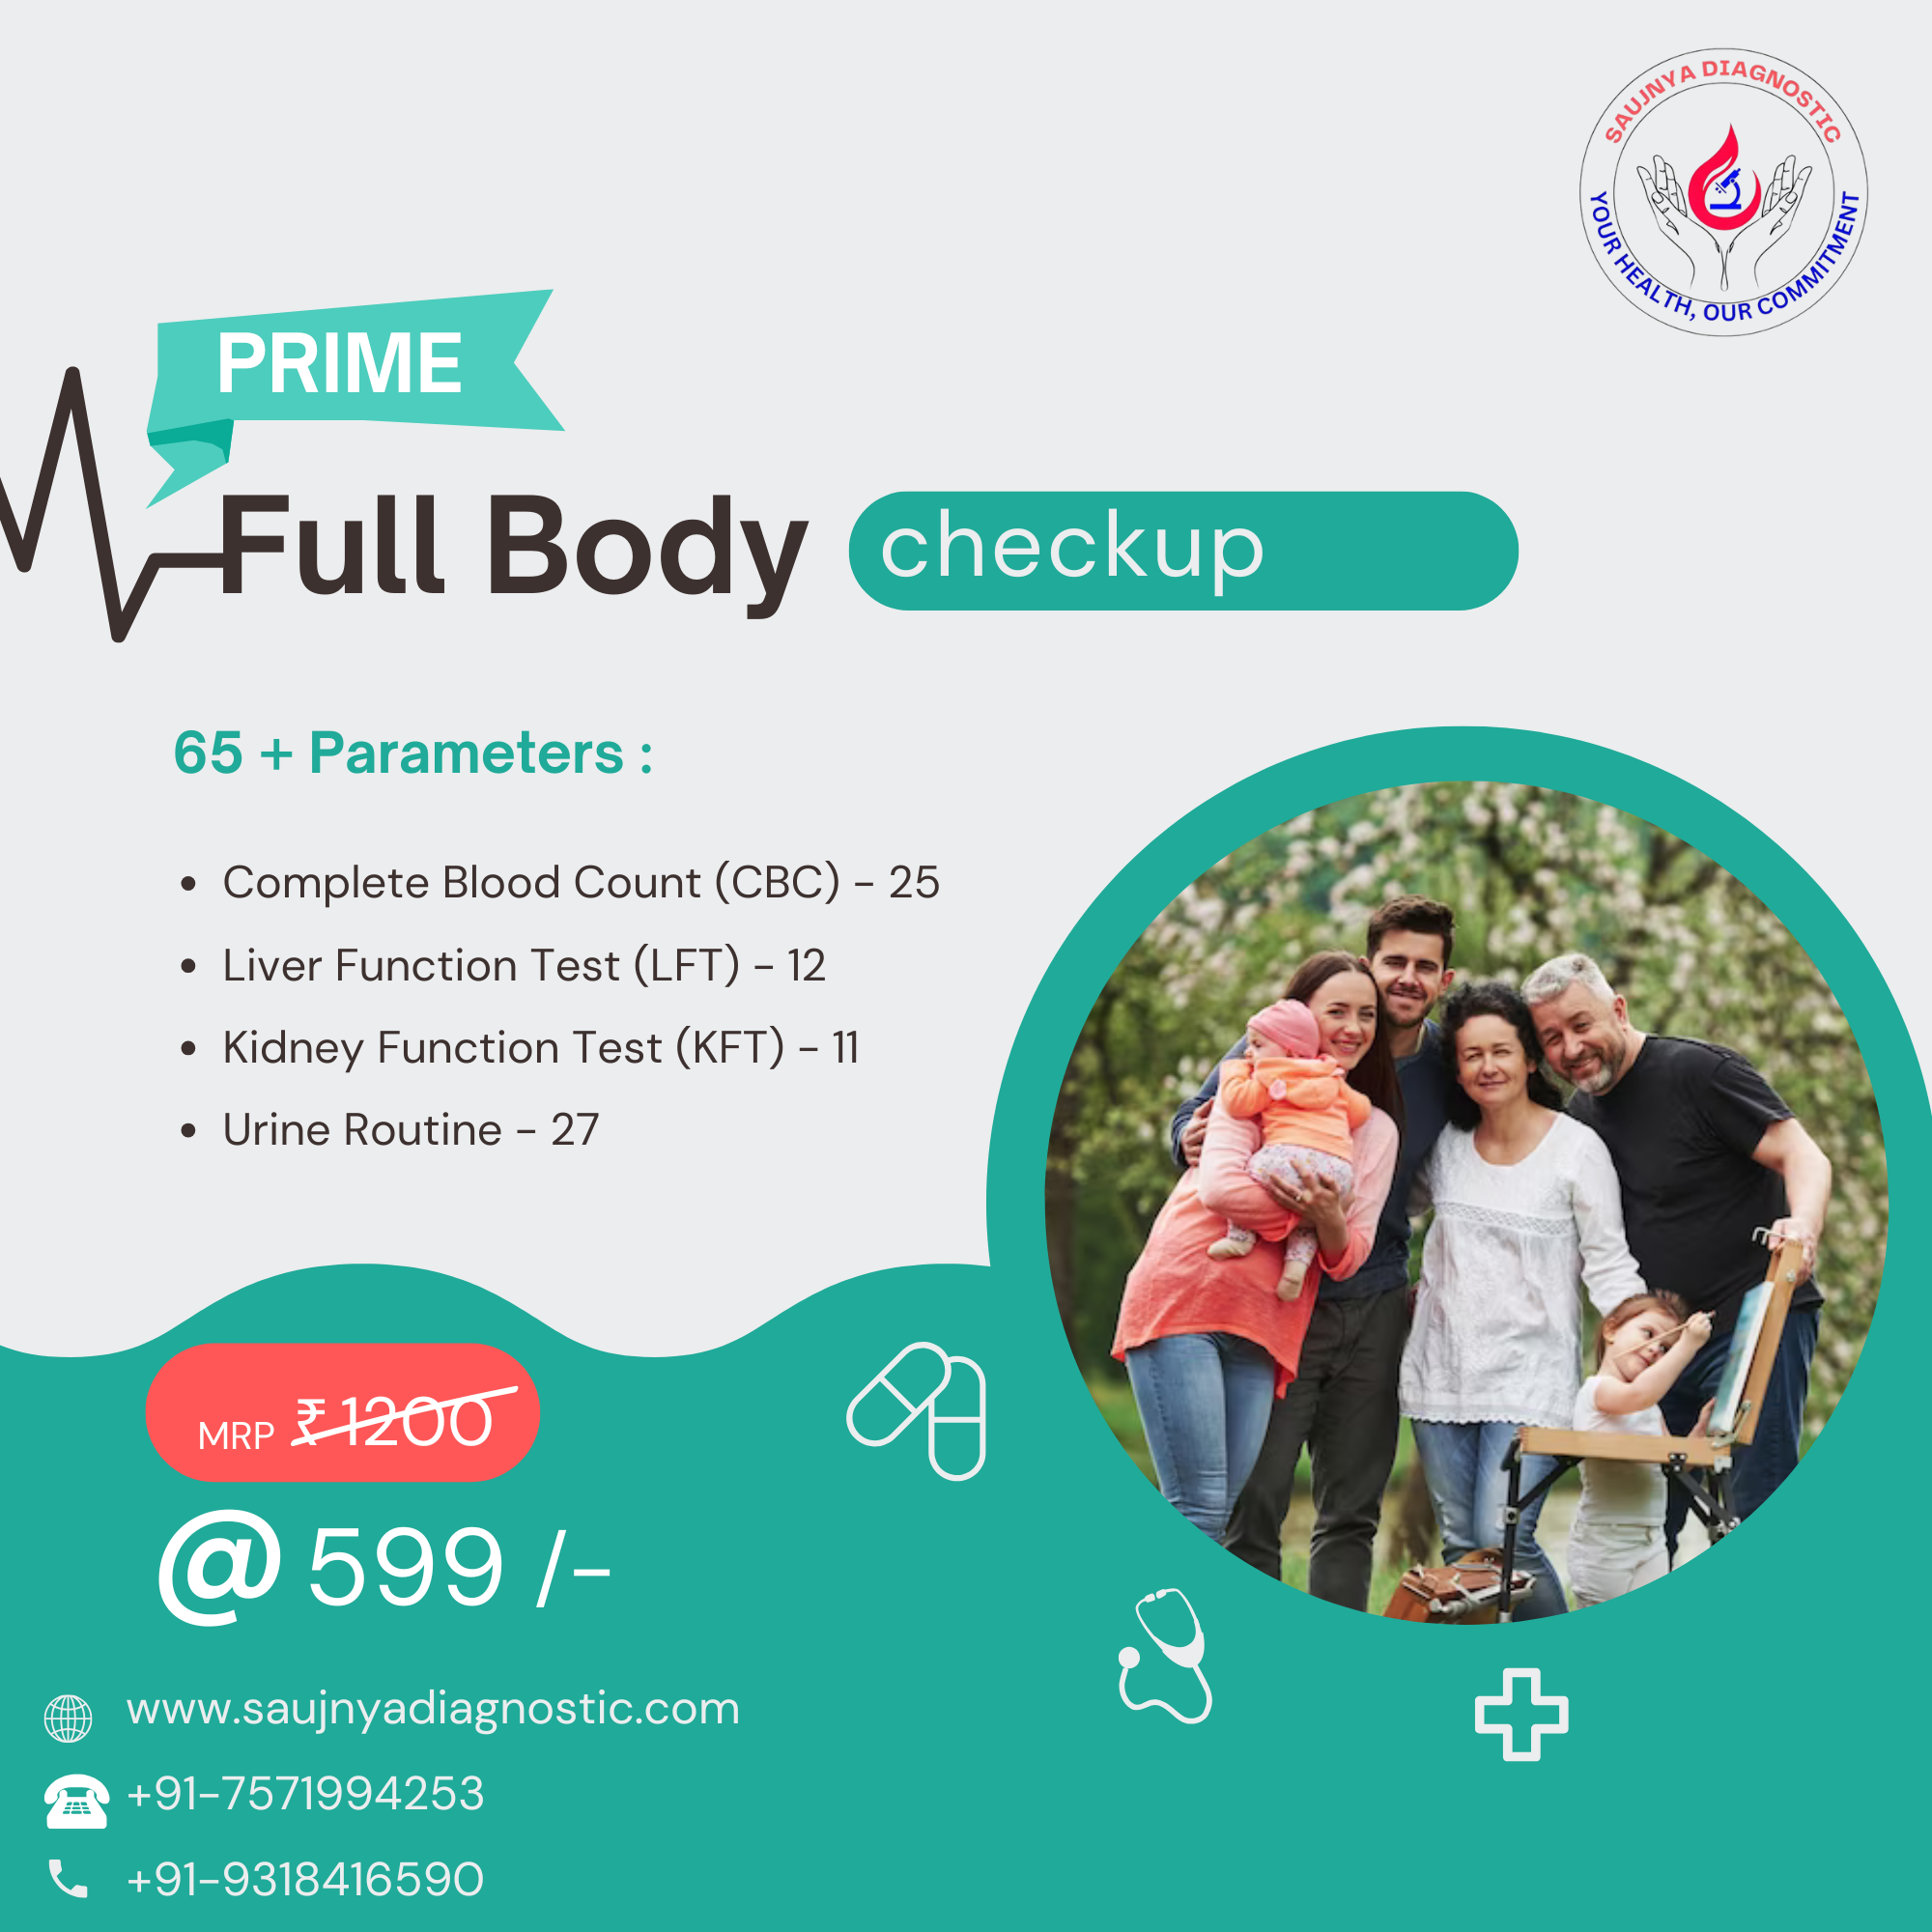 SAUJNYA DIAGNOSTIC
YOUR HEALTH, OUR COMMITMENT
PRIME
Full Body checkup
65 + Parameters :
• Complete Blood Count (CBC) - 25
• Liver Function Test (LFT) - 12
• Kidney Function Test (KFT) - 11
• Urine Routine - 27
MRP ₹ 1200
@ 599 /-
www.saujnyadiagnostic.com
+91-7571994253
+91-9318416590